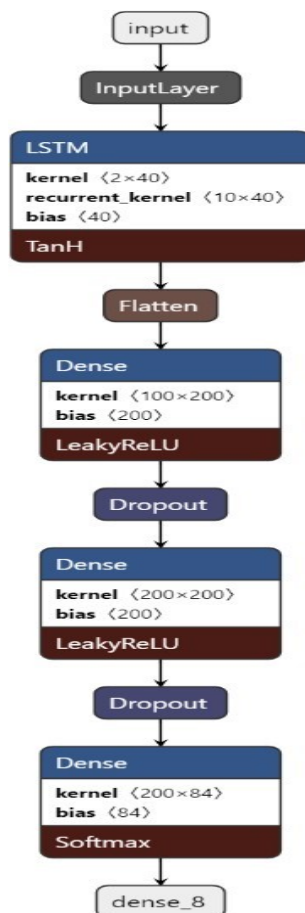 input
InputLayer
LSTM
kernel ⟨2×40⟩
recurrent_kernel ⟨10×40⟩
bias ⟨40⟩
TanH
Flatten
Dense
kernel ⟨100×200⟩
bias ⟨200⟩
LeakyReLU
Dropout
Dense
kernel ⟨200×200⟩
bias ⟨200⟩
LeakyReLU
Dropout
Dense
kernel ⟨200×84⟩
bias ⟨84⟩
Softmax
dense_8